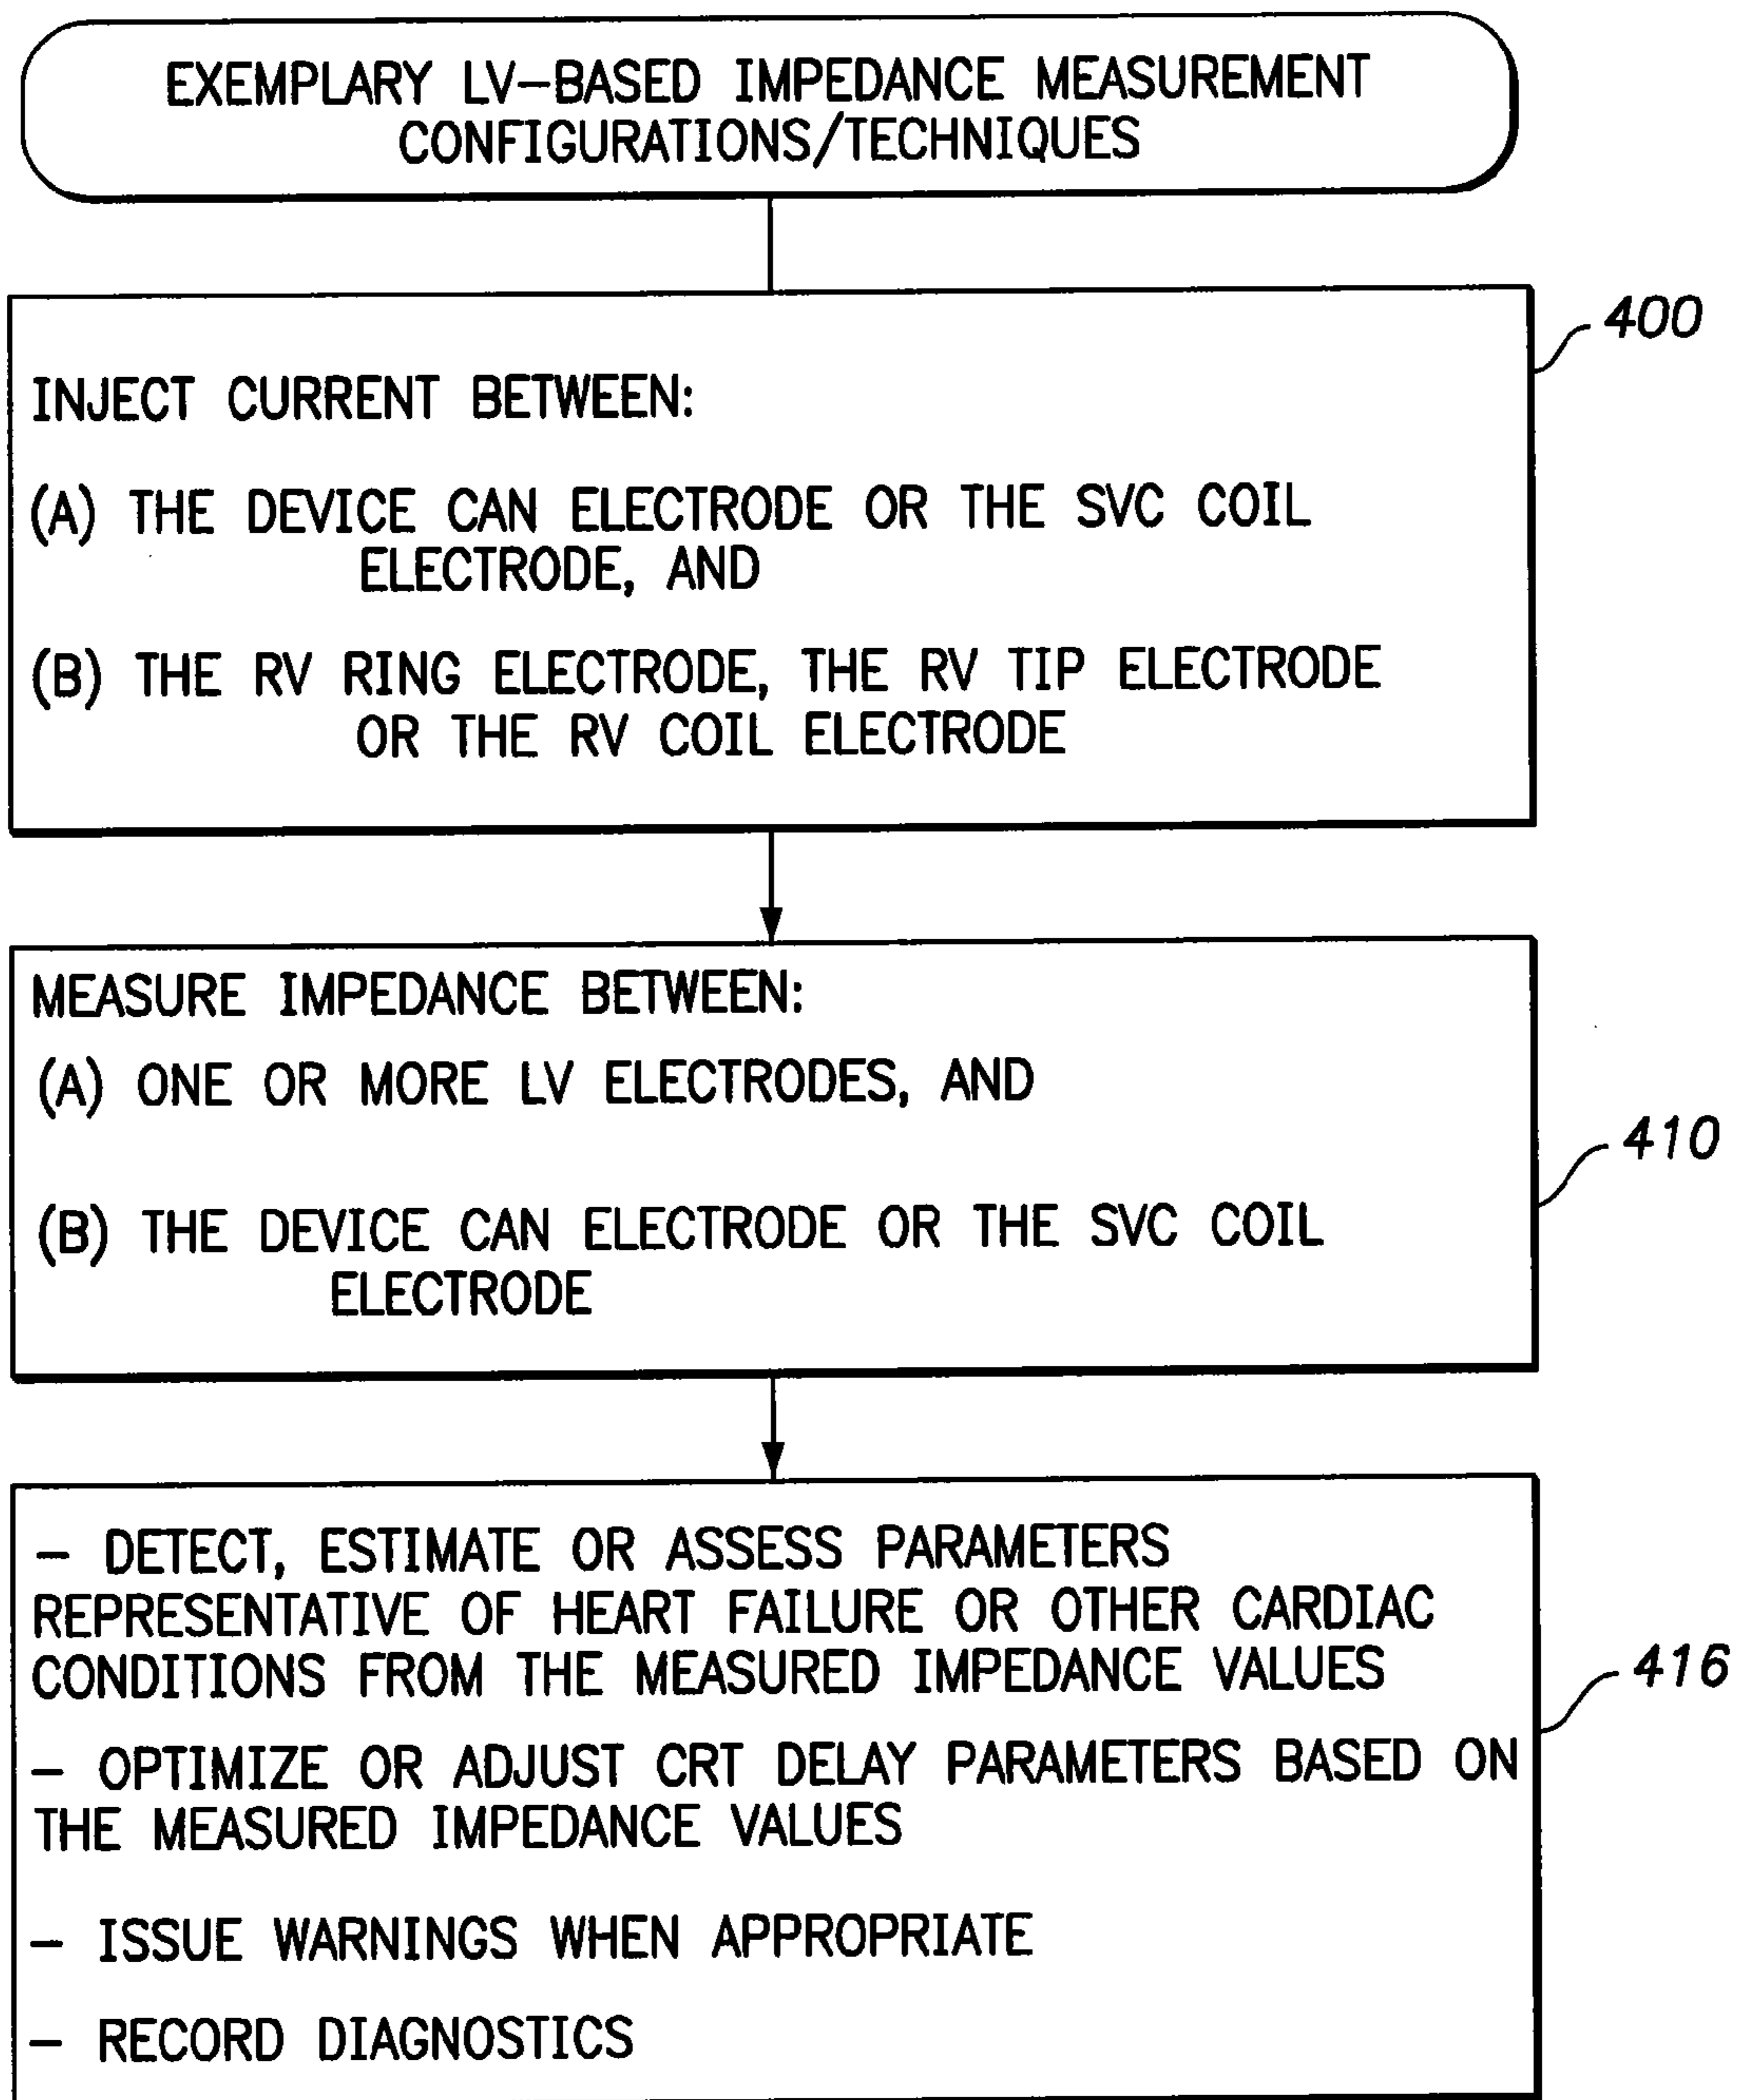 EXEMPLARY LV-BASED IMPEDANCE MEASUREMENT
CONFIGURATIONS/TECHNIQUES
400
INJECT CURRENT BETWEEN:
(A) THE DEVICE CAN ELECTRODE OR THE SVC COIL
ELECTRODE, AND
(B) THE RV RING ELECTRODE, THE RV TIP ELECTRODE
OR THE RV COIL ELECTRODE
MEASURE IMPEDANCE BETWEEN:
(A) ONE OR MORE LV ELECTRODES, AND
410
(B) THE DEVICE CAN ELECTRODE OR THE SVC COIL
ELECTRODE
– DETECT, ESTIMATE OR ASSESS PARAMETERS
REPRESENTATIVE OF HEART FAILURE OR OTHER CARDIAC
CONDITIONS FROM THE MEASURED IMPEDANCE VALUES
416
– OPTIMIZE OR ADJUST CRT DELAY PARAMETERS BASED ON
THE MEASURED IMPEDANCE VALUES
– ISSUE WARNINGS WHEN APPROPRIATE
– RECORD DIAGNOSTICS